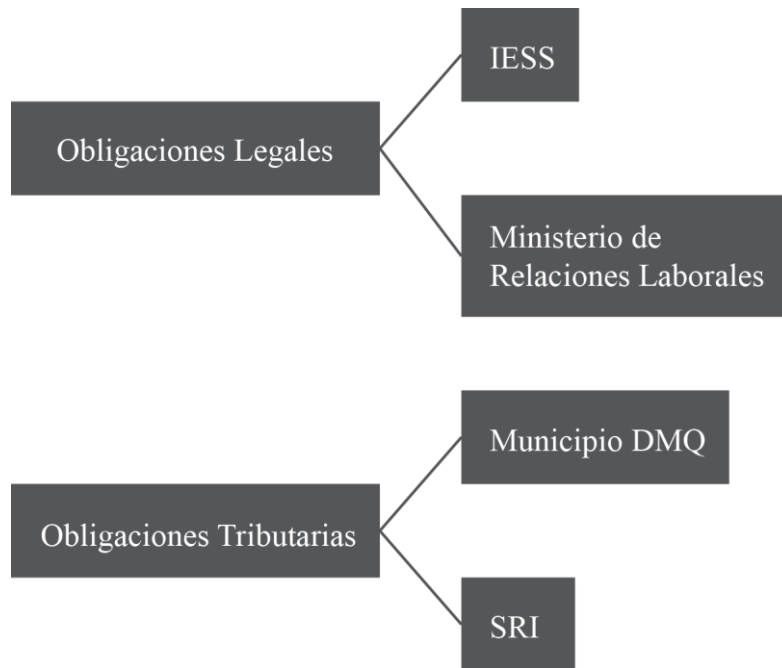 Obligaciones Legales
IESS
Ministerio de
Relaciones Laborales
Obligaciones Tributarias
Municipio DMQ
SRI